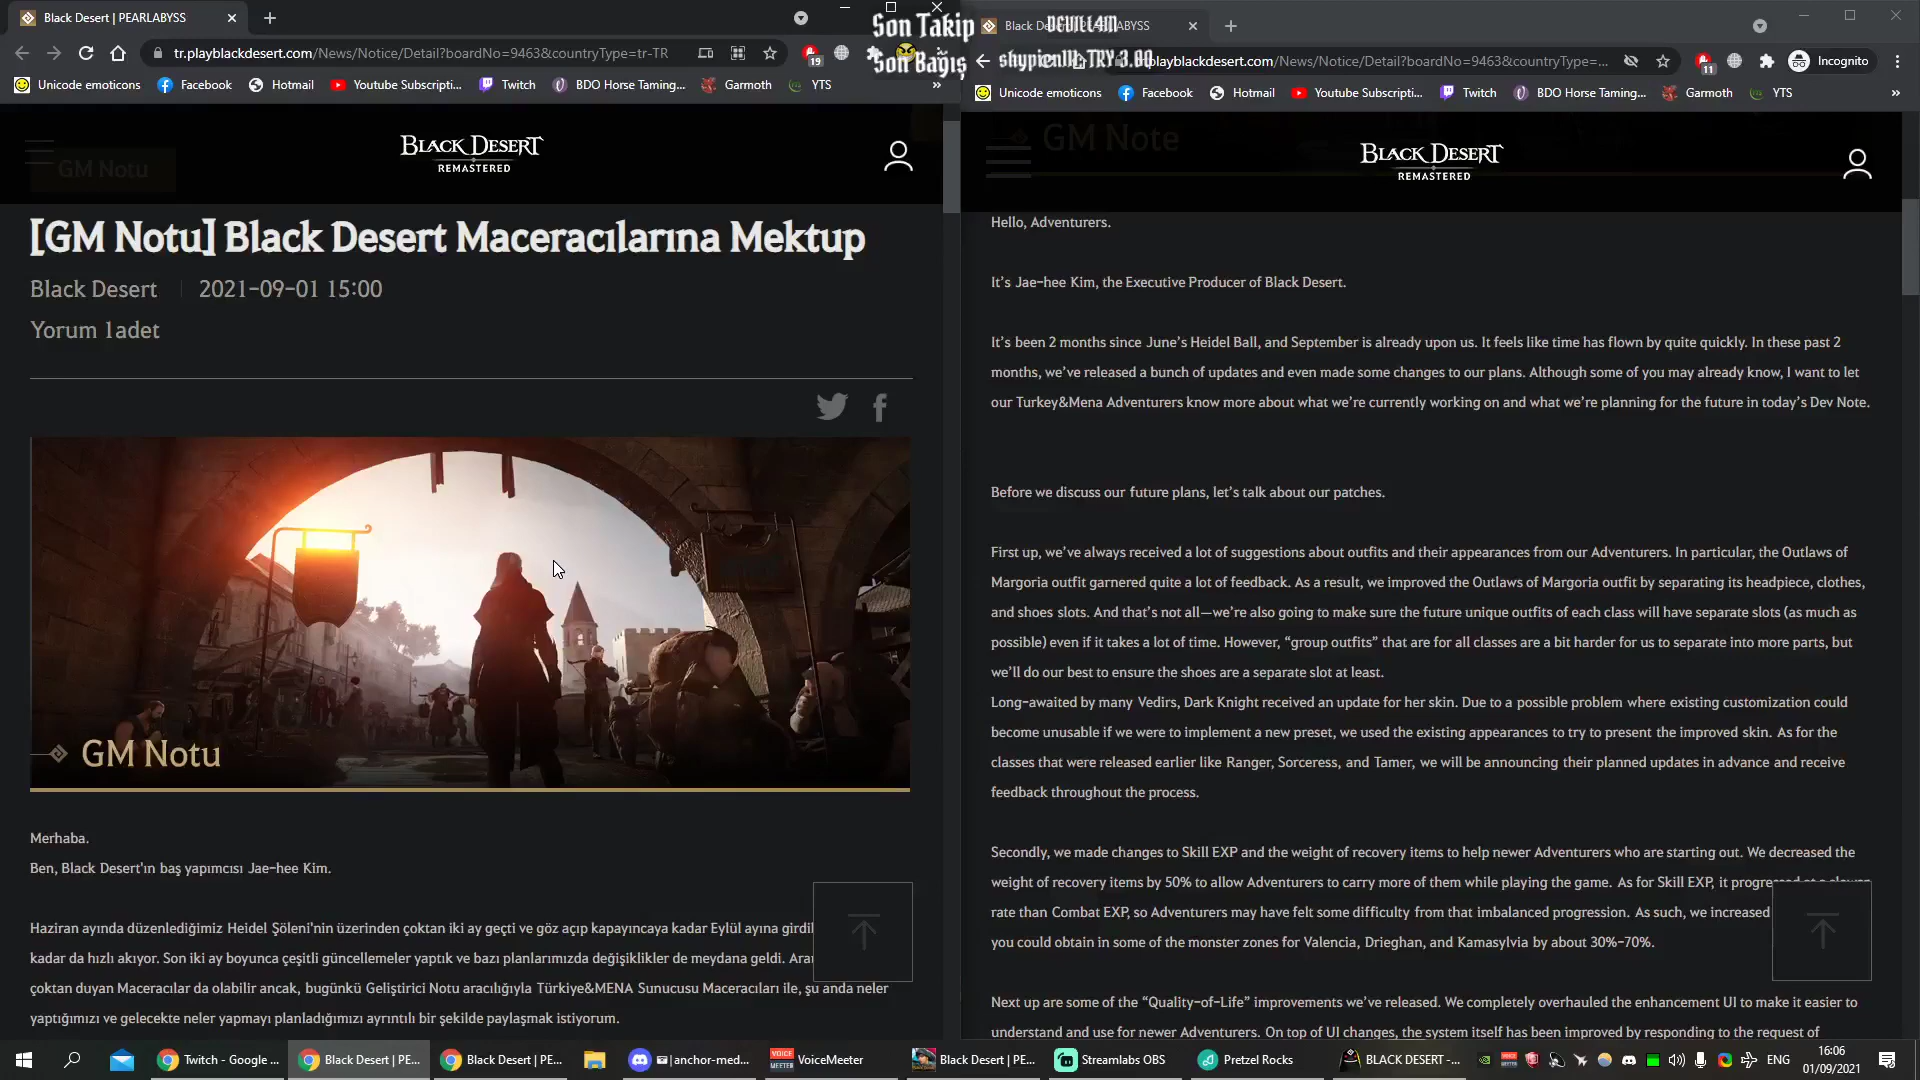 Black Desert | PEARLABYSS
tr.playblackdesert.com/News/Notice/Detail?boardNo=9463&countryType=tr-TR
19
Unicode emoticons
Facebook
Hotmail
Youtube Subscripti...
Twitch
BDO Horse Taming...
Garmoth
YTS
»
Son Takip
Son Bagış
GM Notu
BLACK DESERT
REMASTERED
[GM Notu] Black Desert Maceracılarına Mektup
Black Desert
2021-09-01 15:00
Yorum 1adet
GM Notu
Merhaba.
Ben, Black Desert'ın baş yapımcısı Jae-hee Kim.
Haziran ayında düzenlediğimiz Heidel Şöleni'nin üzerinden çoktan iki ay geçti ve göz açıp kapayıncaya kadar Eylül ayına
kadar da hızlı akıyor. Son iki ay boyunca çeşitli güncellemeler yaptık ve bazı planlarımızda değişiklikler de meydana geldi.
çoktan duyan Maceracılar da olabilir ancak, bugünkü Geliştirici Notu aracılığıyla Türkiye&MENA Sunucusu Maceracıları ile, şu anda neler
yaptığımızı ve gelecekte neler yapmayı planladığımızı ayrıntılı bir şekilde paylaşmak istiyorum.
Black
YSS
TRY 3.00
playblackdesert.com/News/Notice/Detail?boardNo=9463&countryType=...
11
Incognito
Unicode emoticons
Facebook
Hotmail
Youtube Subscripti...
Twitch
BDO Horse Taming...
Garmoth
YTS
»
GM Note
BLACK DESERT
REMASTERED
Hello, Adventurers.
It's Jae-hee Kim, the Executive Producer of Black Desert.
It's been 2 months since June's Heidel Ball, and September is already upon us. It feels like time has flown by quite quickly. In these past 2
months, we've released a bunch of updates and even made some changes to our plans. Although some of you may already know, I want to let
our Turkey&Mena Adventurers know more about what we're currently working on and what we're planning for the future in today's Dev Note.
Before we discuss our future plans, let's talk about our patches.
First up, we've always received a lot of suggestions about outfits and their appearances from our Adventurers. In particular, the Outlaws of
Margoria outfit garnered quite a lot of feedback. As a result, we improved the Outlaws of Margoria outfit by separating its headpiece, clothes,
and shoes slots. And that's not all—we're also going to make sure the future unique outfits of each class will have separate slots (as much as
possible) even if it takes a lot of time. However, "group outfits" that are for all classes are a bit harder for us to separate into more parts, but
we'll do our best to ensure the shoes are a separate slot at least.
Long-awaited by many Vedirs, Dark Knight received an update for her skin. Due to a possible problem where existing customization could
become unusable if we were to implement a new preset, we used the existing appearances to try to present the improved skin. As for the
classes that were released earlier like Ranger, Sorceress, and Tamer, we will be announcing their planned updates in advance and receive
feedback throughout the process.
Secondly, we made changes to Skill EXP and the weight of recovery items to help newer Adventurers who are starting out. We decreased the
weight of recovery items by 50% to allow Adventurers to carry more of them while playing the game. As for Skill EXP, it progressed at a slower
rate than Combat EXP, so Adventurers may have felt some difficulty from that imbalanced progression. As such, we increased
you could obtain in some of the monster zones for Valencia, Drieghan, and Kamasylvia by about 30%-70%.
Next up are some of the "Quality-of-Life" improvements we've released. We completely overhauled the enhancement UI to make it easier to
understand and use for newer Adventurers. On top of UI changes, the system itself has been improved by responding to the request of
Twitch - Google ...
Black Desert | PE...
Black Desert | PE...
|anchor-med...
VOICE MEETER
VoiceMeeter
Black Desert | PE...
Streamlabs OBS
Pretzel Rocks
BLACK DESERT -...
ENG
16:06
01/09/2021